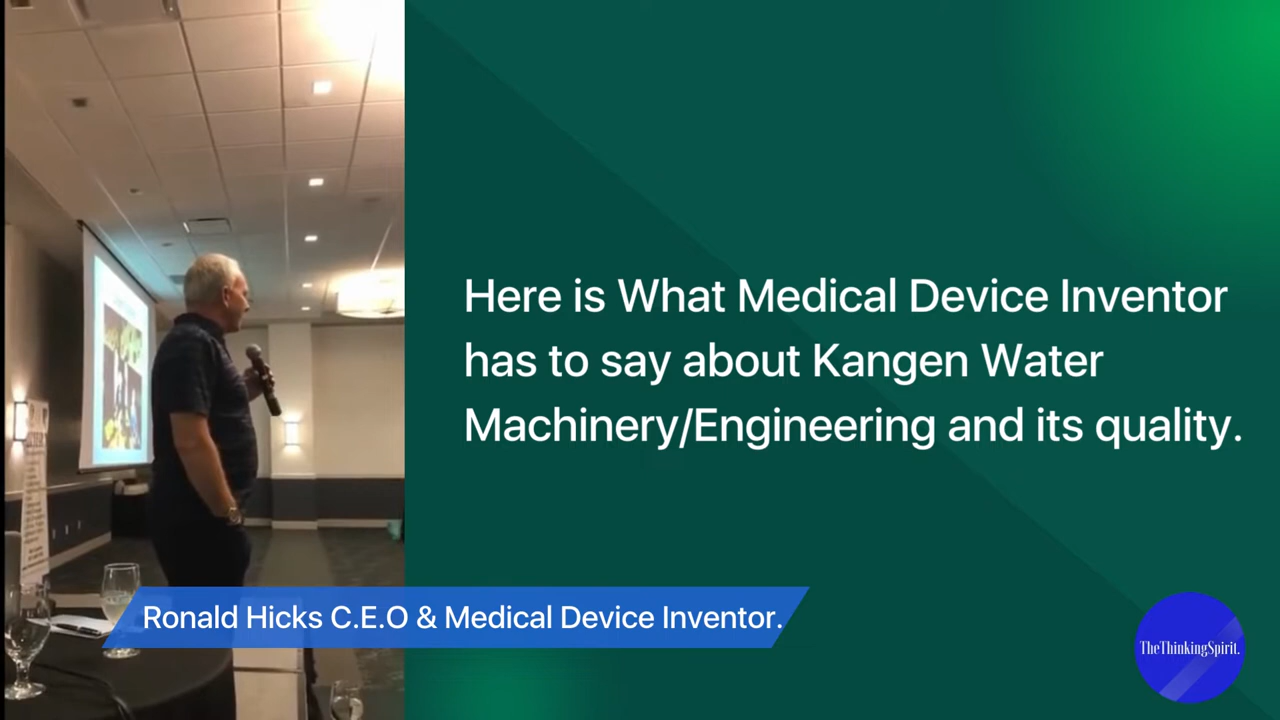 Here is What Medical Device Inventor
has to say about Kangen Water
Machinery/Engineering and its quality.
Ronald Hicks C.E.O & Medical Device Inventor.
TheThinkingSpirit.